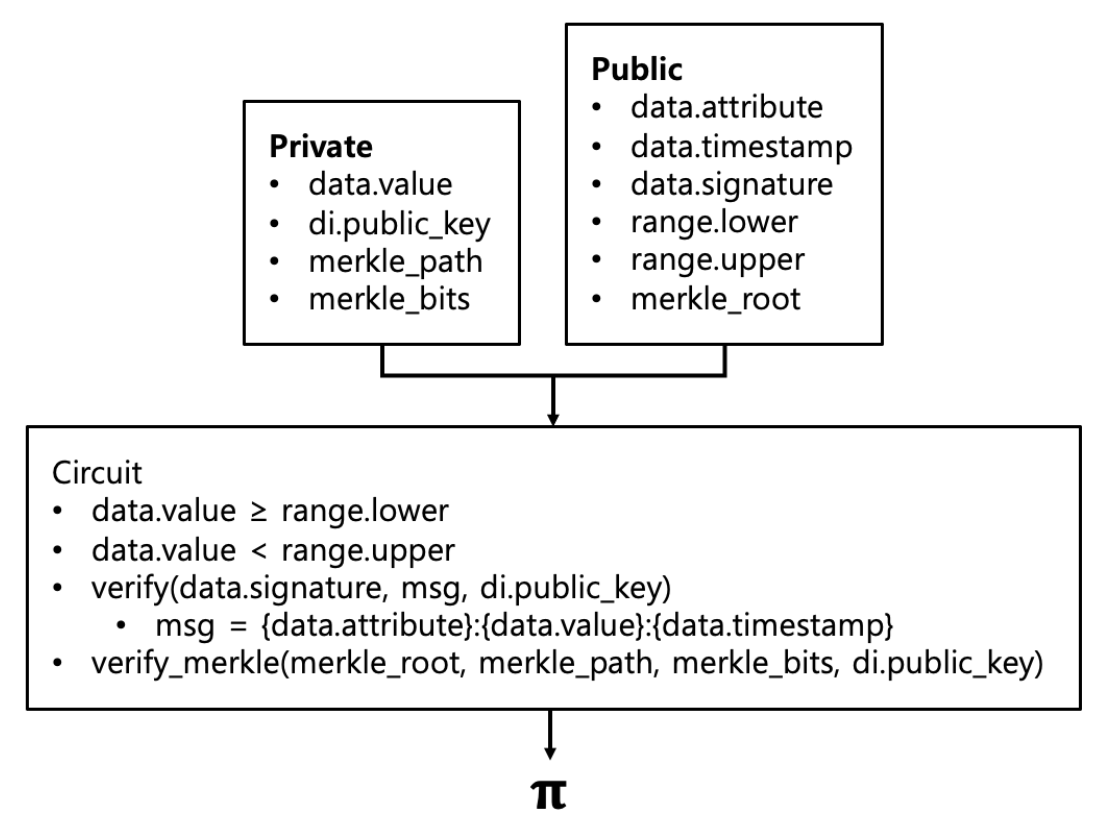 Private
• data.value
• di.public_key
• merkle_path
• merkle_bits
Public
• data.attribute
• data.timestamp
• data.signature
• range.lower
• range.upper
• merkle_root
Circuit
• data.value ≥ range.lower
• data.value < range.upper
• verify(data.signature, msg, di.public_key)
• msg = {data.attribute}:{data.value}:{data.timestamp}
• verify_merkle(merkle_root, merkle_path, merkle_bits, di.public_key)
π